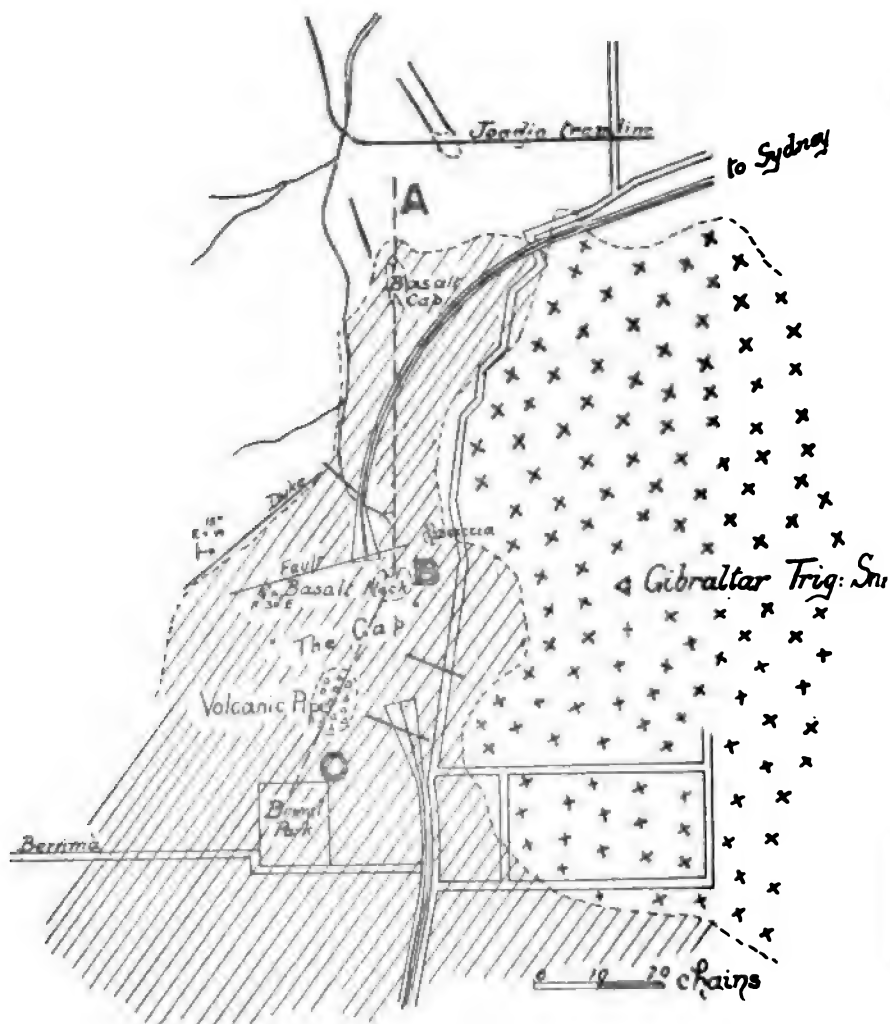 Joadja tramline
to Sydney
A
Basalt
Cap
Dyke
Fault
B
Basalt Neck
Gibraltar Trig: Stn
The Gap
Volcanic Pipe
C
Bowral
Park
Berrima
0 10 20 chains